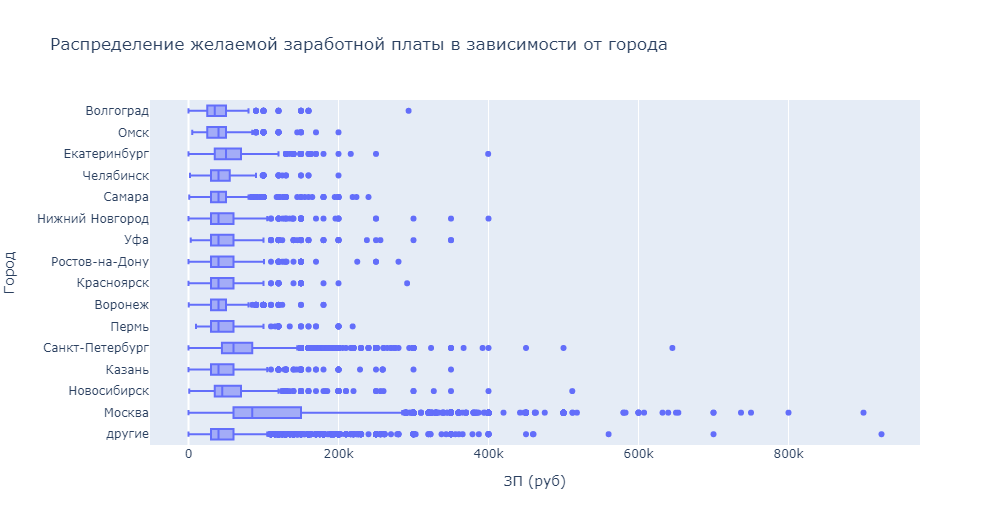 Распределение желаемой заработной платы в зависимости от города
Город
Волгоград
Омск
Екатеринбург
Челябинск
Самара
Нижний Новгород
Уфа
Ростов-на-Дону
Красноярск
Воронеж
Пермь
Санкт-Петербург
Казань
Новосибирск
Москва
другие
0 200k 400k 600k 800k
ЗП (руб)